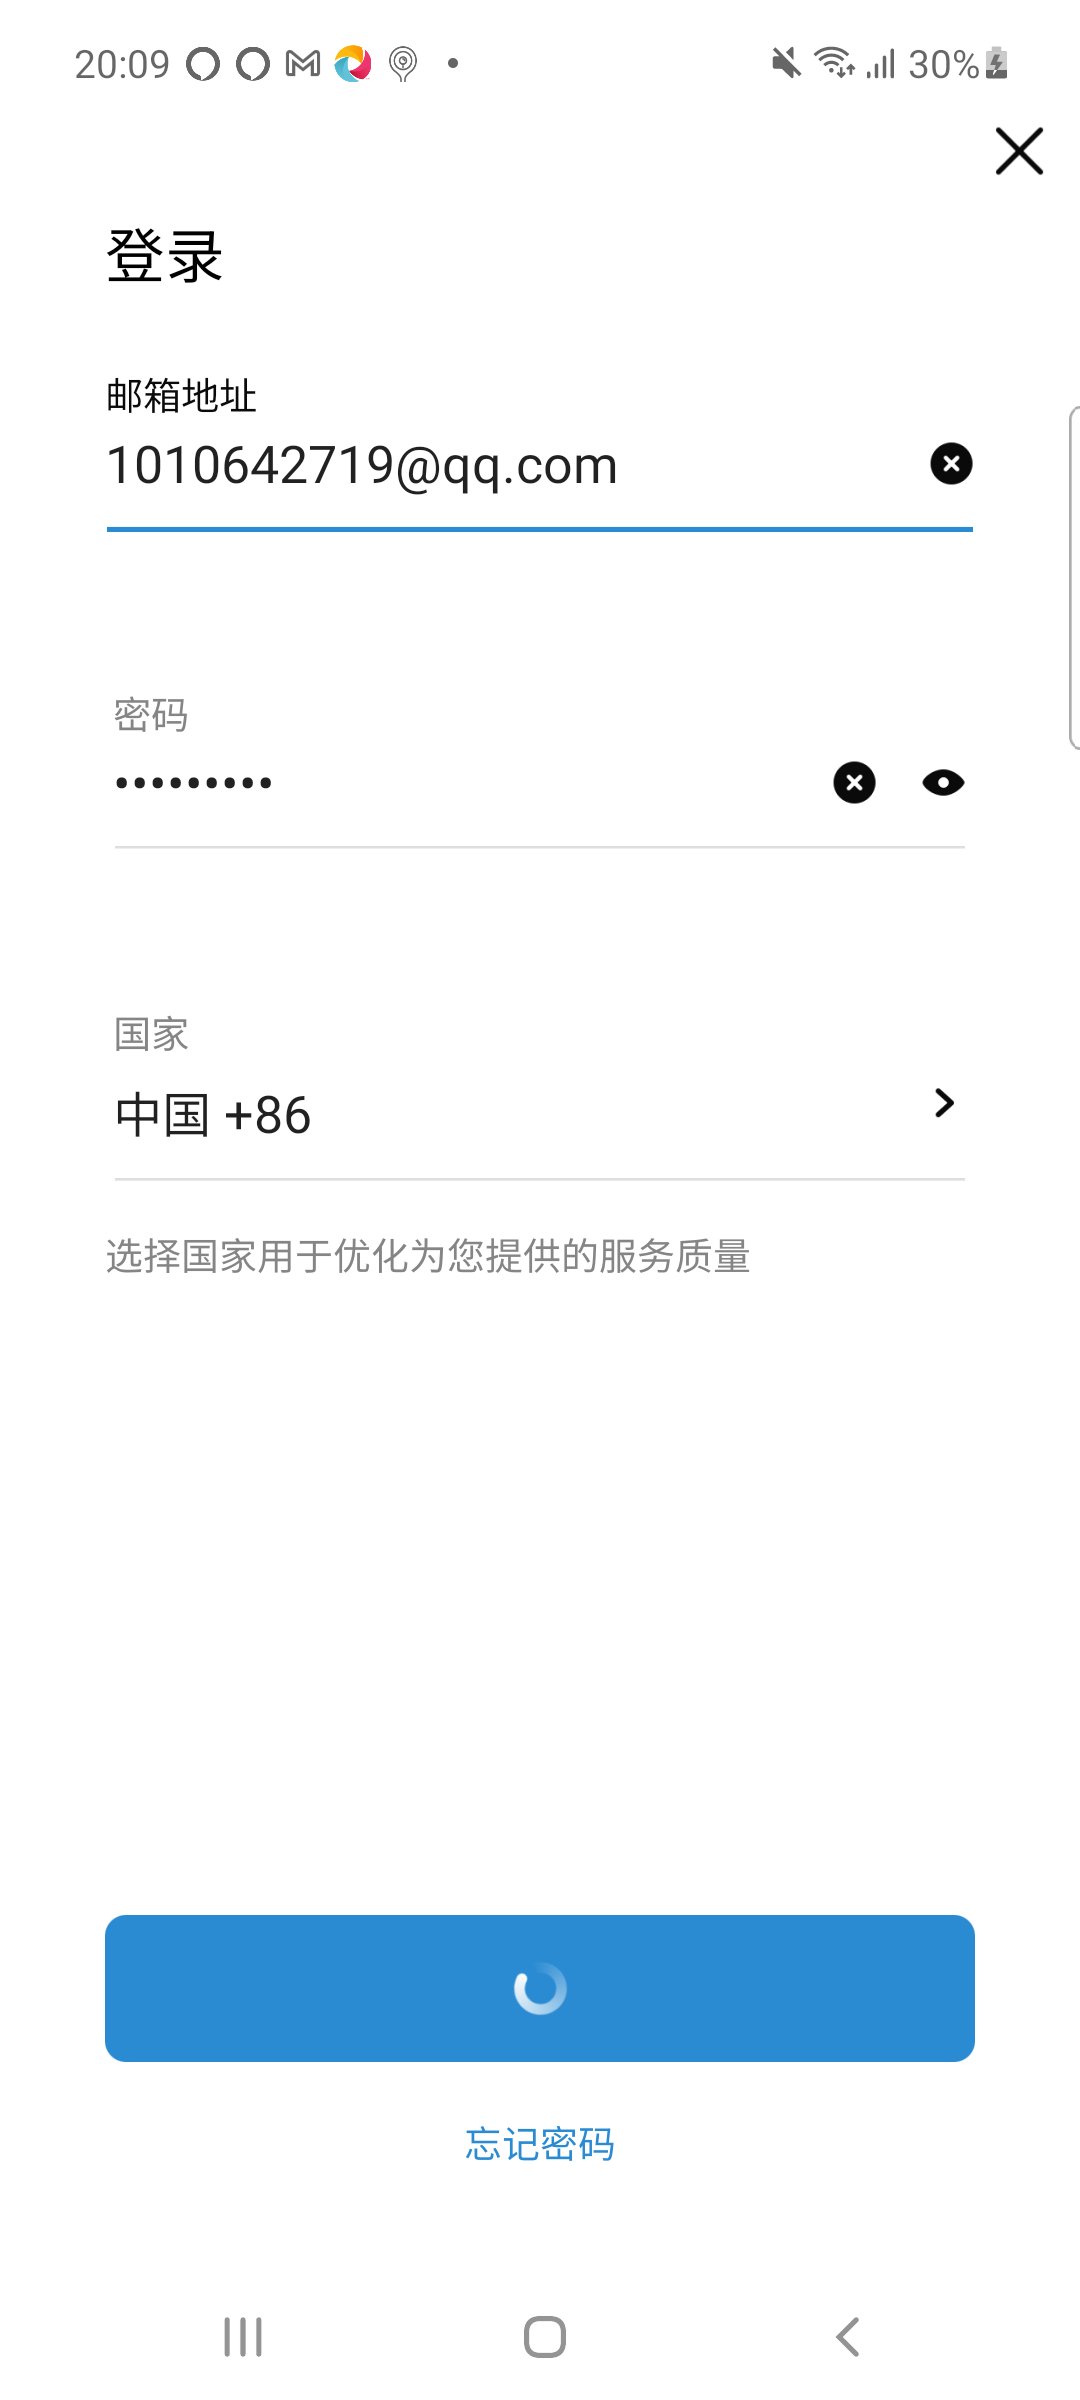 20:09
30%
登录
邮箱地址
1010642719@qq.com
密码
•••••••••
国家
中国 +86
选择国家用于优化为您提供的服务质量
忘记密码